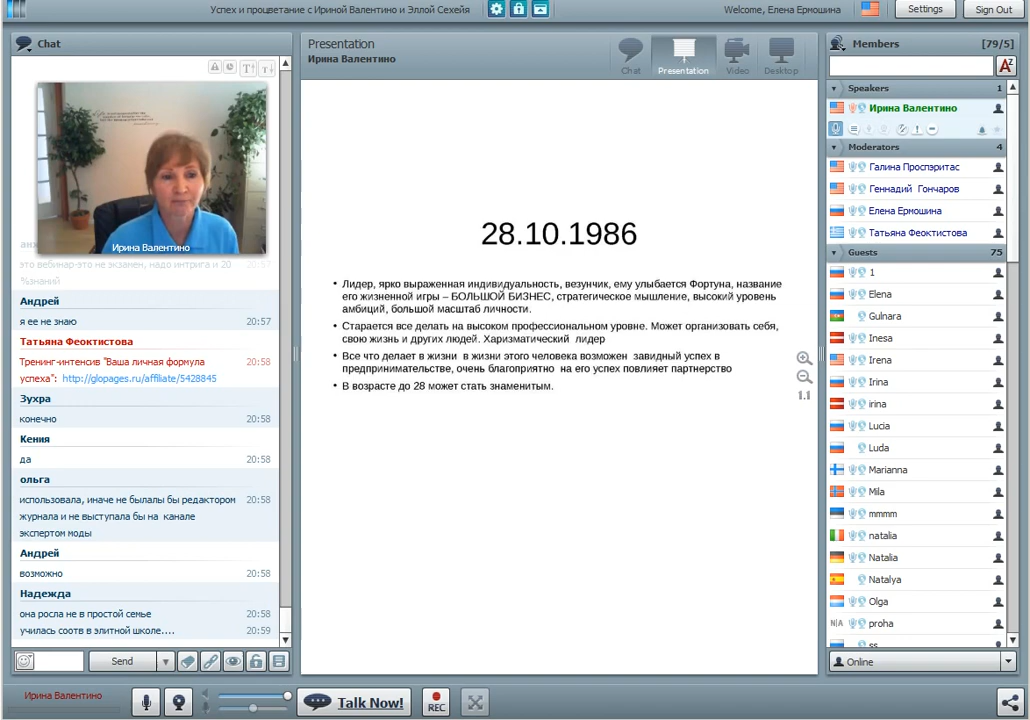 Успех и процветание с Ириной Валентино и Эллой Сехейя
Welcome, Елена Ермошина
Settings
Sign Out
Chat
Ирина Валентино
это вебинар-это не экзамен, надо интрига и 20
%знаний
Андрей
я ее не знаю 20:57
Татьяна Феоктистова
Тренинг-интенсив "Ваша личная формула 20:58
успеха": http://glopages.ru/affiliate/5428845
Зухра
конечно 20:58
Кения
да 20:58
ольга
использовала, иначе не былалы бы редактором 20:58
журнала и не выступала бы на канале
экспертом моды
Андрей
возможно 20:58
Надежда
она росла не в простой семье 20:58
училась соотв в элитной школе.... 20:59
Send
Presentation
Ирина Валентино
Chat
Presentation
Video
Desktop
28.10.1986
• Лидер, ярко выраженная индивидуальность, везунчик, ему улыбается Фортуна, название
его жизненной игры – БОЛЬШОЙ БИЗНЕС, стратегическое мышление, высокий уровень
амбиций, большой масштаб личности.
• Старается все делать на высоком профессиональном уровне. Может организовать себя,
свою жизнь и других людей. Харизматический лидер
• Все что делает в жизни в жизни этого человека возможен завидный успех в
предпринимательстве, очень благоприятно на его успех повлияет партнерство
• В возрасте до 28 может стать знаменитым.
1.1
Members [79/5]
Speakers 1
Ирина Валентино
Moderators 4
Галина Проспэритас
Геннадий Гончаров
Елена Ермошина
Татьяна Феоктистова
Guests 75
1
Elena
Gulnara
Inesa
Irena
Irina
irina
Lucia
Luda
Marianna
Mila
mmmm
natalia
Natalia
Natalya
Olga
N/A proha
ss
Online
Ирина Валентино
Talk Now!
REC